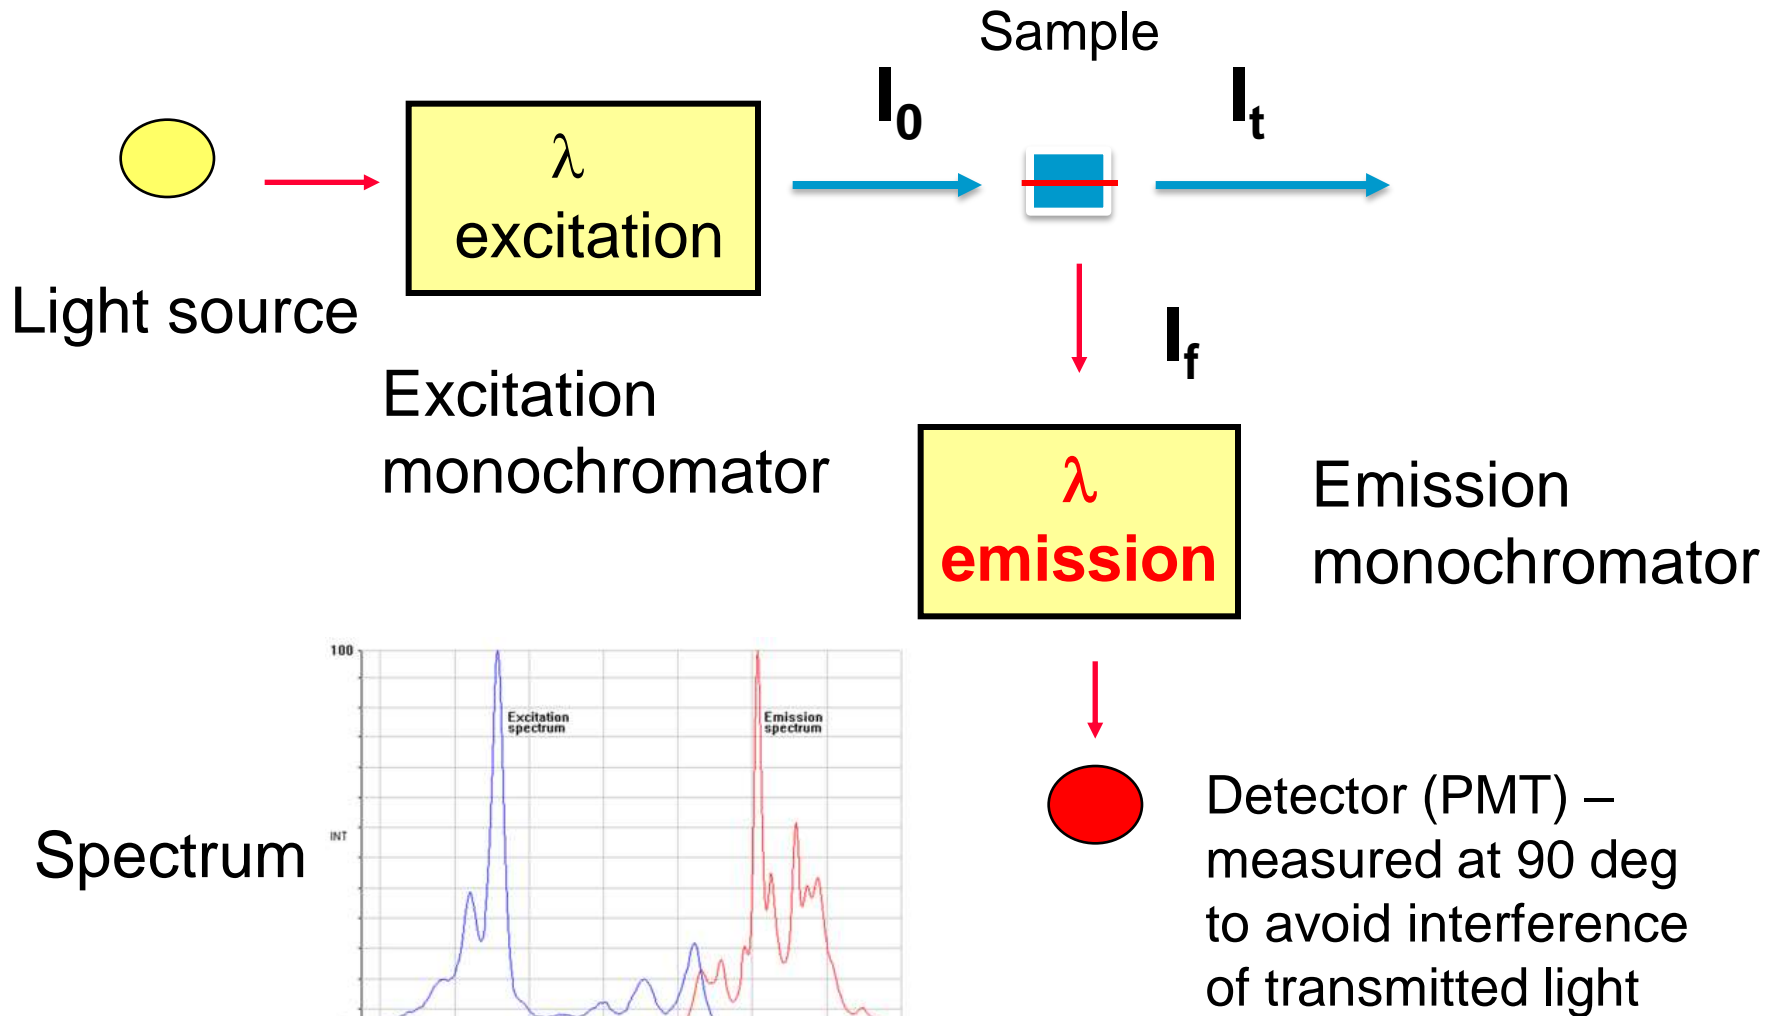 Sample
I0
It
λ
excitation
Light source
Excitation
monochromator
If
λ
emission
Emission
monochromator
100
Excitation
spectrum
Emission
spectrum
INT
Spectrum
Detector (PMT) –
measured at 90 deg
to avoid interference
of transmitted light